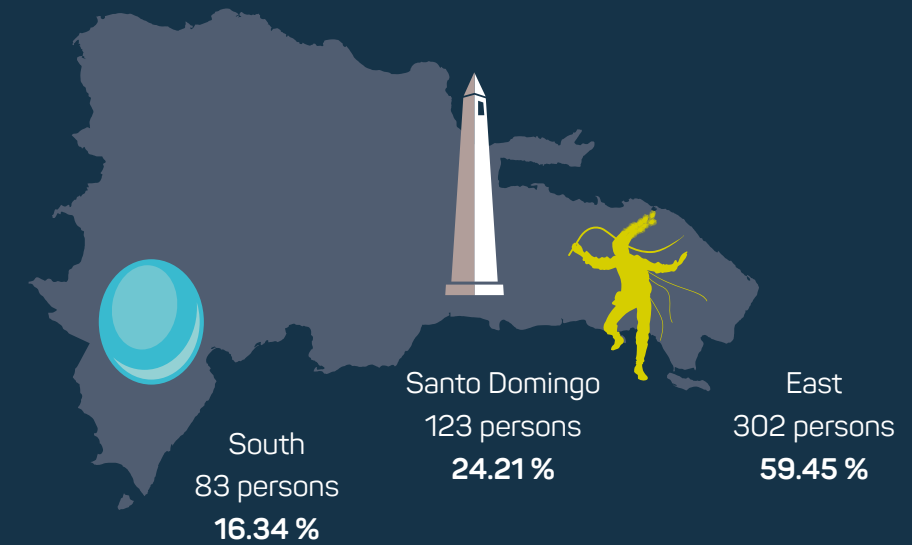 South
83 persons
16.34 %
Santo Domingo
123 persons
24.21 %
East
302 persons
59.45 %